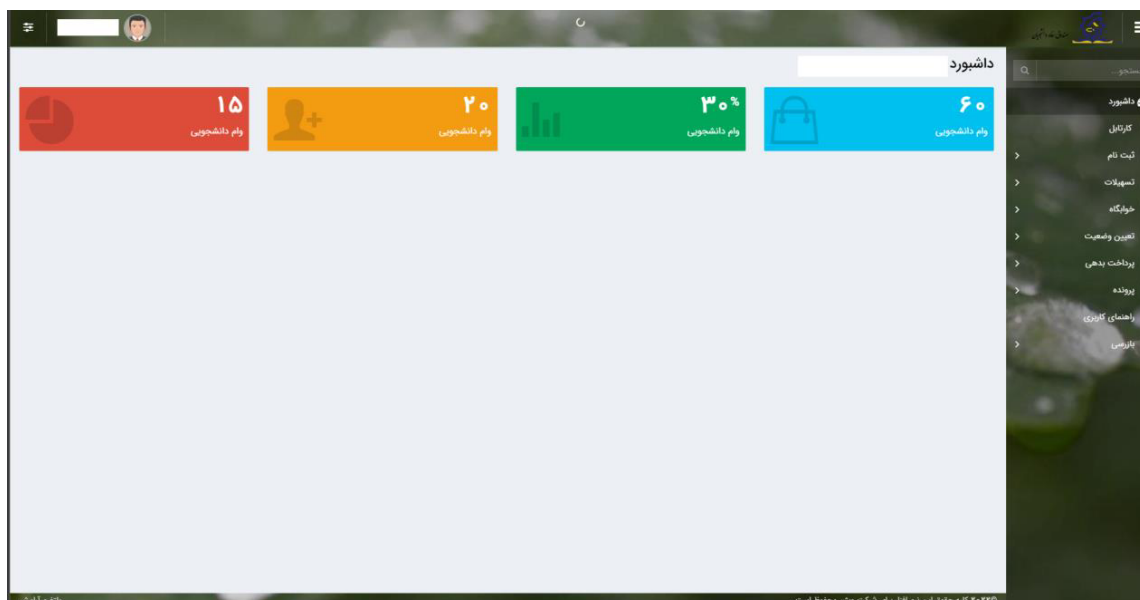 داشبورد
۶۰
وام دانشجویی
۳۰%
وام دانشجویی
۲۰
وام دانشجویی
۱۵
وام دانشجویی
داشبورد
کارتابل
ثبت نام
تسهیلات
خوابگاه
تعیین وضعیت
پرداخت بدهی
پرونده
راهنمای کاربری
بازرسی